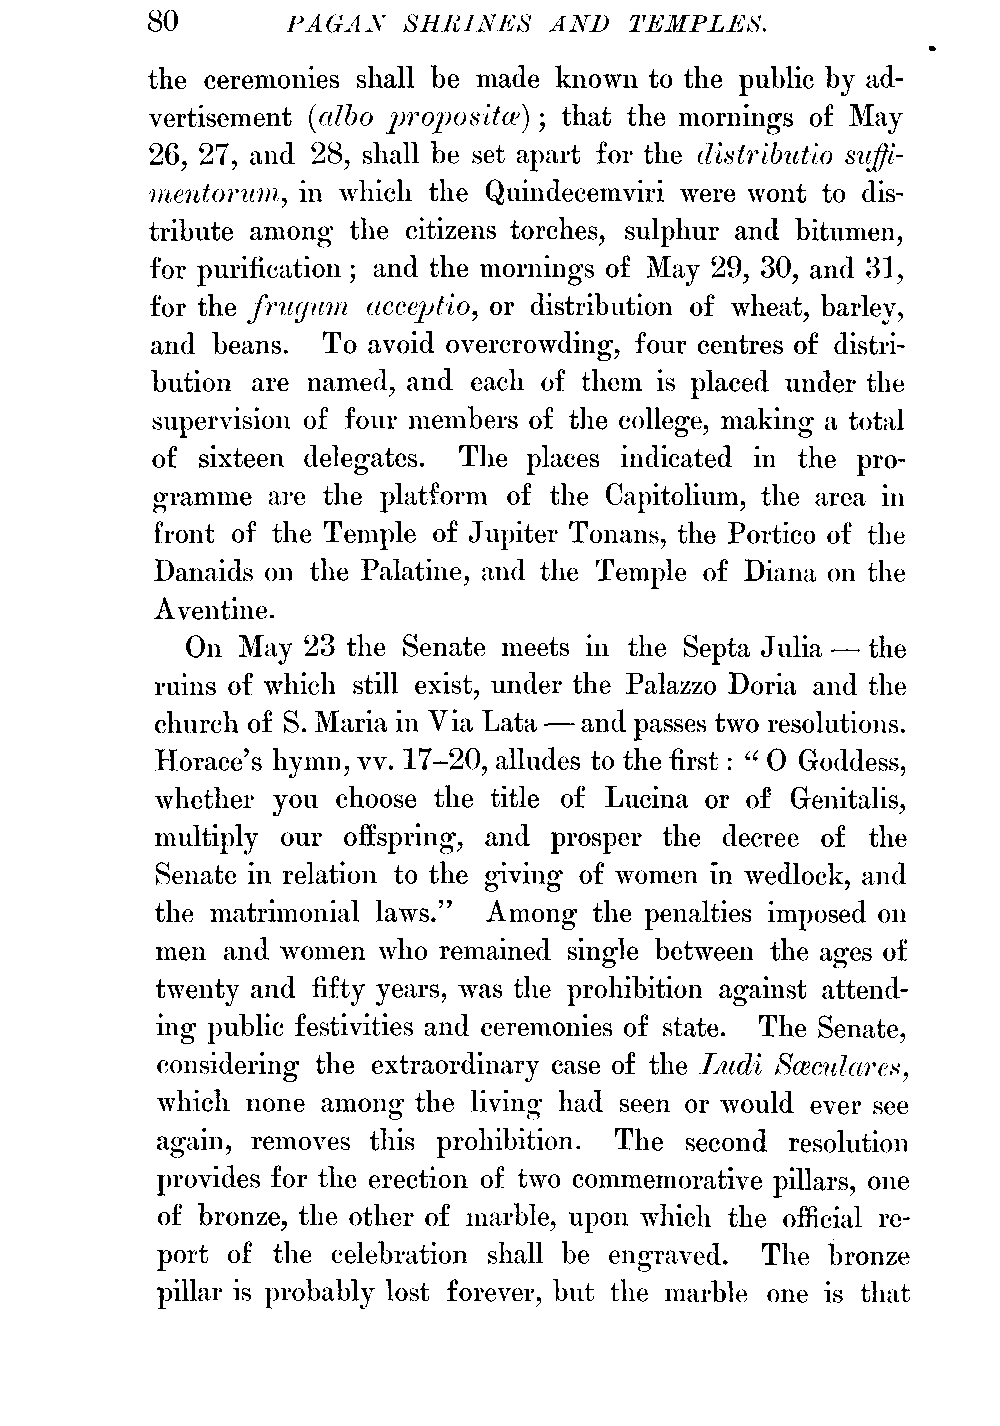 80 PAGAN SHRINES AND TEMPLES.
the ceremonies shall be made known to the public by ad-
vertisement (albo propositæ) ; that the mornings of May
26, 27, and 28, shall be set apart for the distributio suffi-
mentorum, in which the Quindecemviri were wont to dis-
tribute among the citizens torches, sulphur and bitumen,
for purification ; and the mornings of May 29, 30, and 31,
for the frugum acceptio, or distribution of wheat, barley,
and beans. To avoid overcrowding, four centres of distri-
bution are named, and each of them is placed under the
supervision of four members of the college, making a total
of sixteen delegates. The places indicated in the pro-
gramme are the platform of the Capitolium, the area in
front of the Temple of Jupiter Tonans, the Portico of the
Danaids on the Palatine, and the Temple of Diana on the
Aventine.
On May 23 the Senate meets in the Septa Julia — the
ruins of which still exist, under the Palazzo Doria and the
church of S. Maria in Via Lata — and passes two resolutions.
Horace's hymn, vv. 17–20, alludes to the first : “ O Goddess,
whether you choose the title of Lucina or of Genitalis,
multiply our offspring, and prosper the decree of the
Senate in relation to the giving of women in wedlock, and
the matrimonial laws.” Among the penalties imposed on
men and women who remained single between the ages of
twenty and fifty years, was the prohibition against attend-
ing public festivities and ceremonies of state. The Senate,
considering the extraordinary case of the Ludi Sæculares,
which none among the living had seen or would ever see
again, removes this prohibition. The second resolution
provides for the erection of two commemorative pillars, one
of bronze, the other of marble, upon which the official re-
port of the celebration shall be engraved. The bronze
pillar is probably lost forever, but the marble one is that